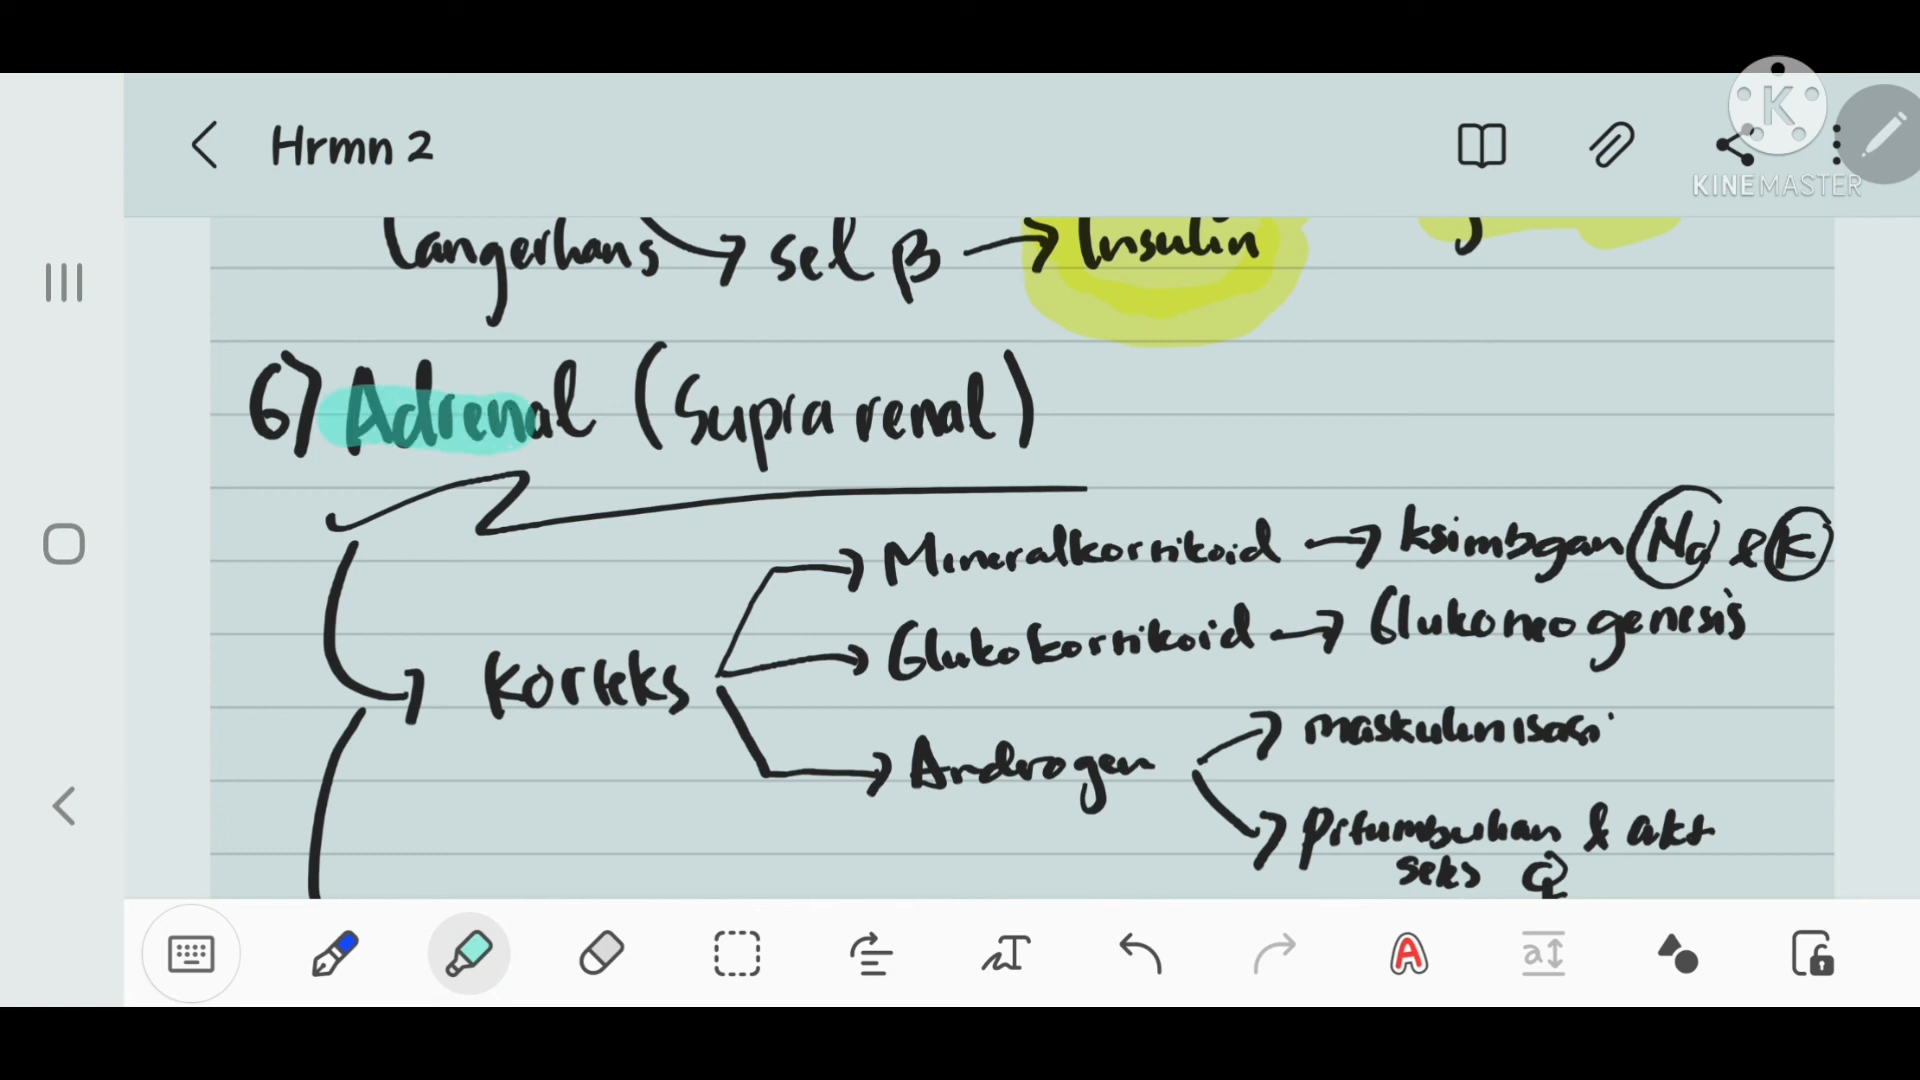 Hrmn 2
KINEMASTER
Langerhans → sel β → Insulin
6) Adrenal (Supra renal)
Mineralkortikoid → ksimbgan Na & K
Glukokortikoid → Glukoneogenesis
Korteks
maskulinisasi
Androgen
prtumbuhan & akt
seks